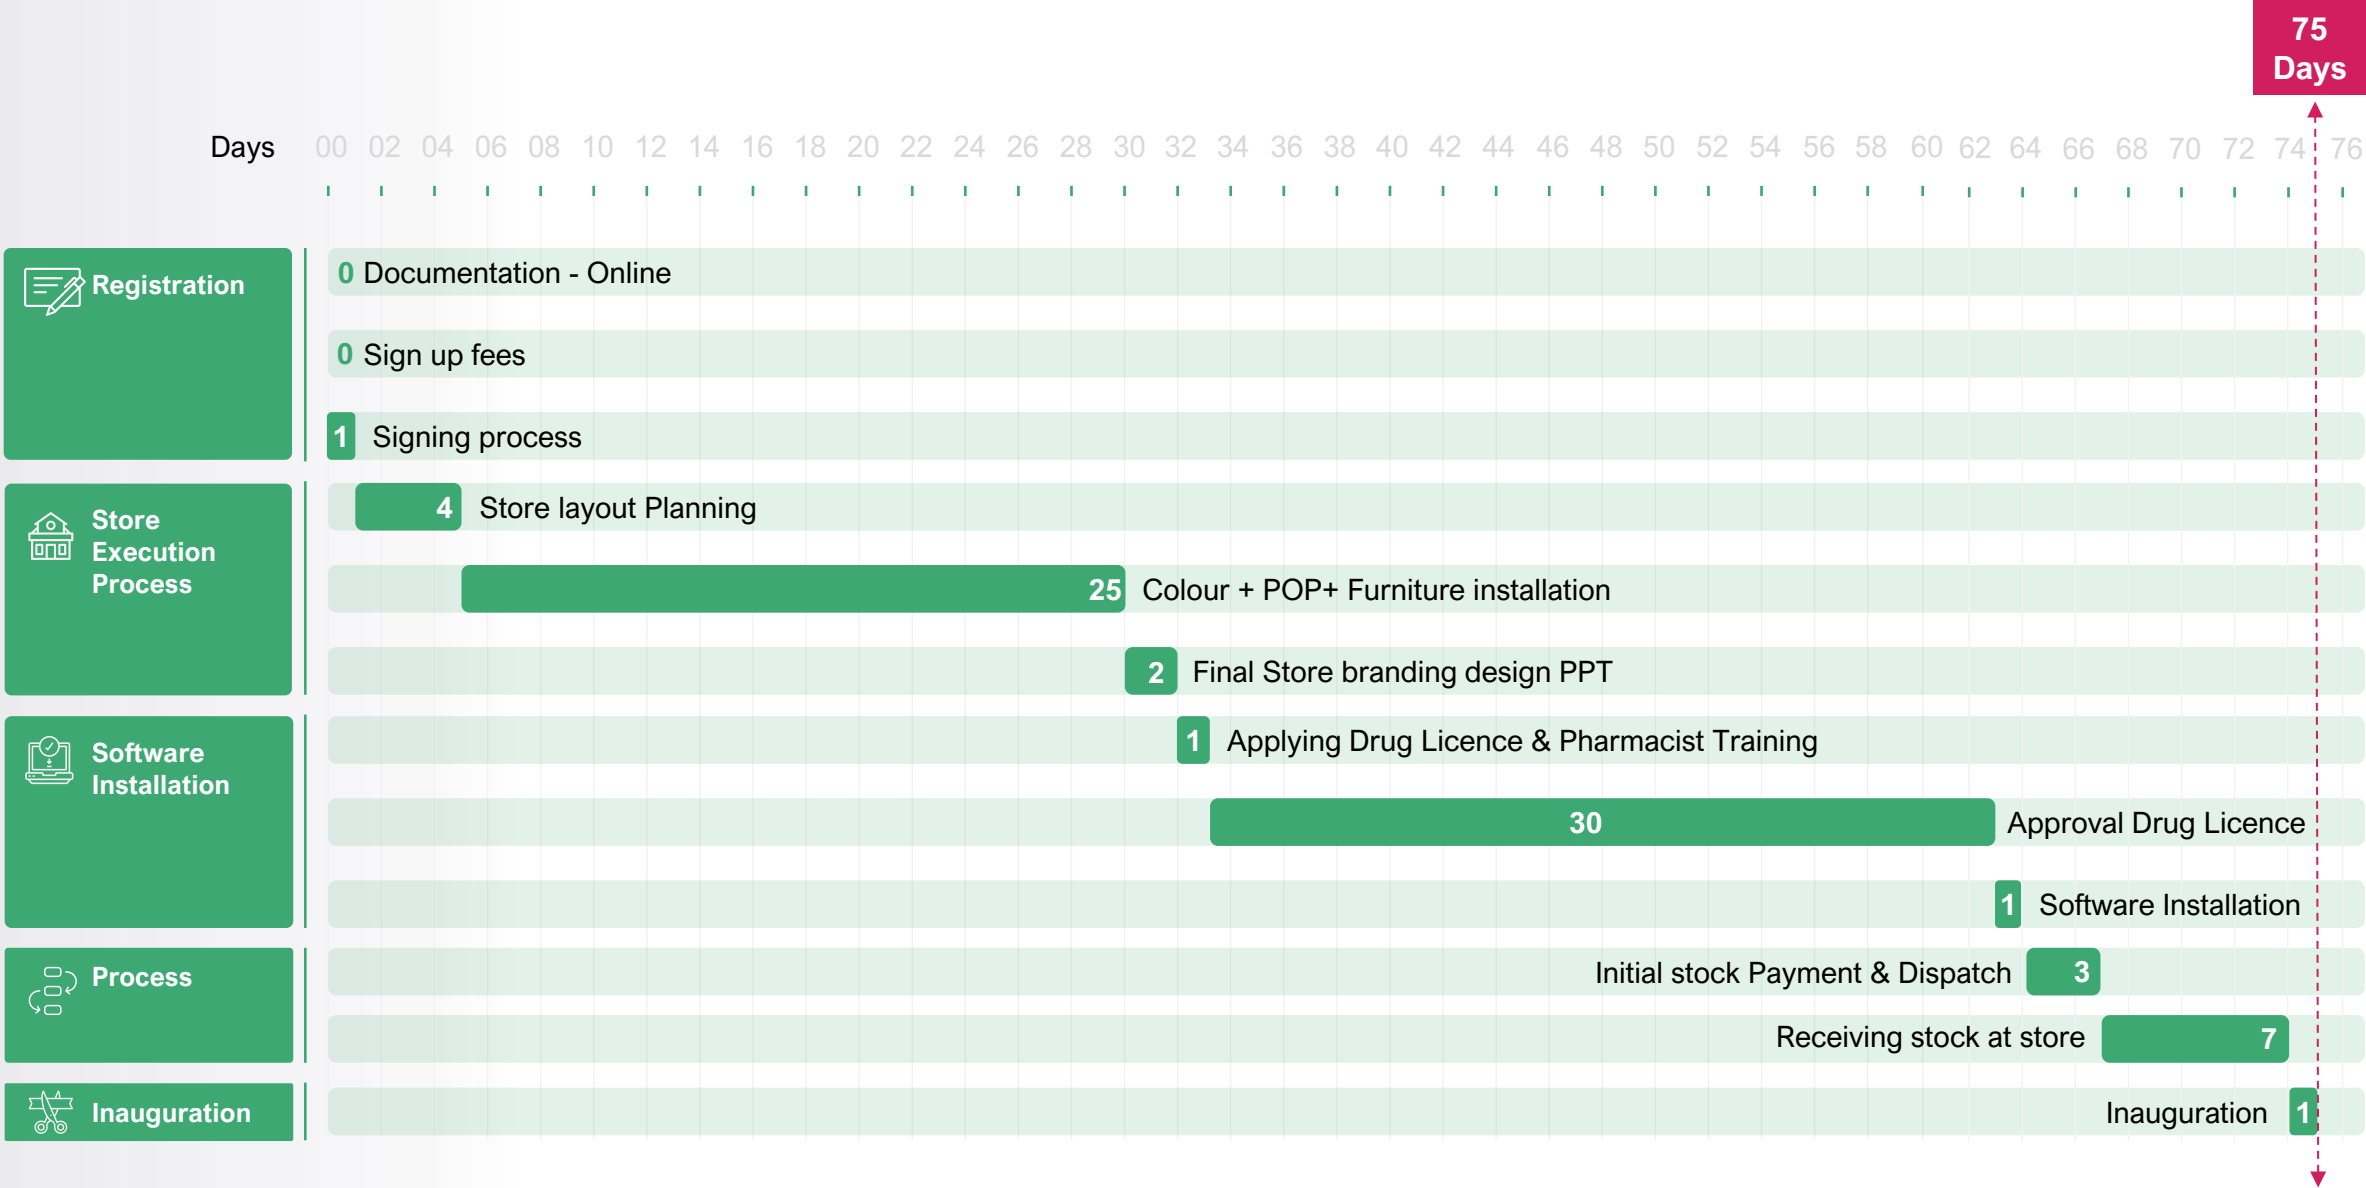 75
Days
Days 00 02 04 06 08 10 12 14 16 18 20 22 24 26 28 30 32 34 36 38 40 42 44 46 48 50 52 54 56 58 60 62 64 66 68 70 72 74 76
Registration
0 Documentation - Online
0 Sign up fees
1 Signing process
Store
Execution
Process
4 Store layout Planning
25 Colour + POP+ Furniture installation
2 Final Store branding design PPT
Software
Installation
1 Applying Drug Licence & Pharmacist Training
30 Approval Drug Licence
1 Software Installation
Process
Initial stock Payment & Dispatch 3
Receiving stock at store 7
Inauguration
Inauguration 1